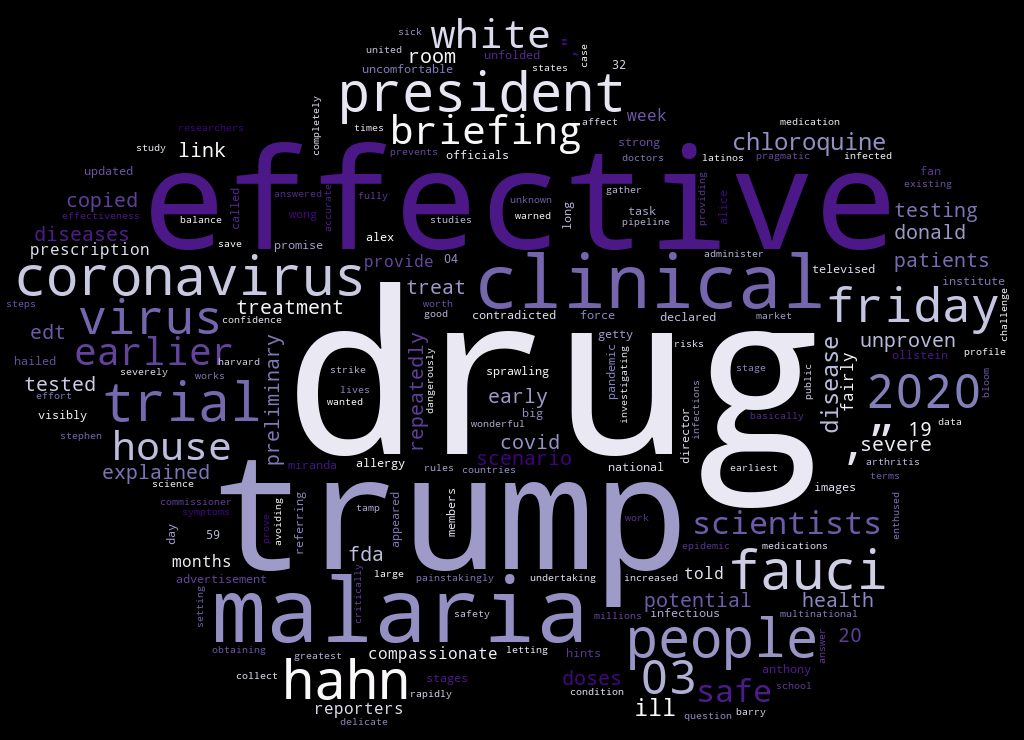 sick
white
united
room
unfolded
case
uncomfortable
states
32
president
completely
researchers
times
briefing
affect
week
medication
study
link
prevents
officials
strong
chloroquine
doctors
latinos
pragmatic
infected
updated
effective
fan
existing
copied
effectiveness
called
answered
accurate
fully
unknown
gather
providing
alice
testing
diseases
balance
wong
studies
warned
long
task
pipeline
donald
prescription
save
promise
alex
provide
04
administer
televised
patients
coronavirus
treat
clinical
institute
steps
virus
confidence
treatment
worth
good
contradicted
force
declared
market
friday
challenge
edt
earlier
preliminary
repeatedly
dangerously
getty
pandemic
investigating
risks
disease
fairly
unproven
ollstein
profile
hailed
harvard
severely
works
strike
sprawling
drug
stage
public
tested
effort
lives
early
2020
bloom
visibly
trial
wanted
big
wonderful
infections
basically
stephen
house
covid
director
”
,
19
data
severe
explained
miranda
allergy
scenario
rules
countries
national
earliest
arthritis
science
images
terms
commissioner
symptoms
trump
tamp
appeared
members
work
scientists
enthused
day
59
prove
avoiding
referring
months
fda
epidemic
medications
advertisement
large
painstakingly
undertaking
increased
told
fauci
setting
malaria
critically
safety
millions
infectious
potential
health
multinational
obtaining
greatest
compassionate
letting
hints
people
answer
20
collect
hahn
stages
rapidly
doses
condition
03
safe
anthony
school
reporters
delicate
ill
question
barry